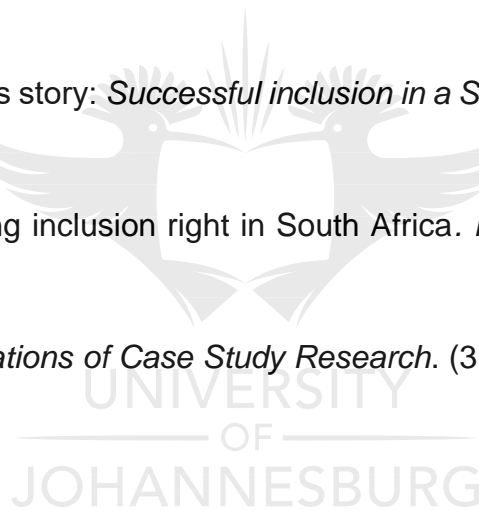 s story: Successful inclusion in a S
g inclusion right in South Africa. I
ations of Case Study Research. (3
UNIVERSITY
OF
JOHANNESBURG